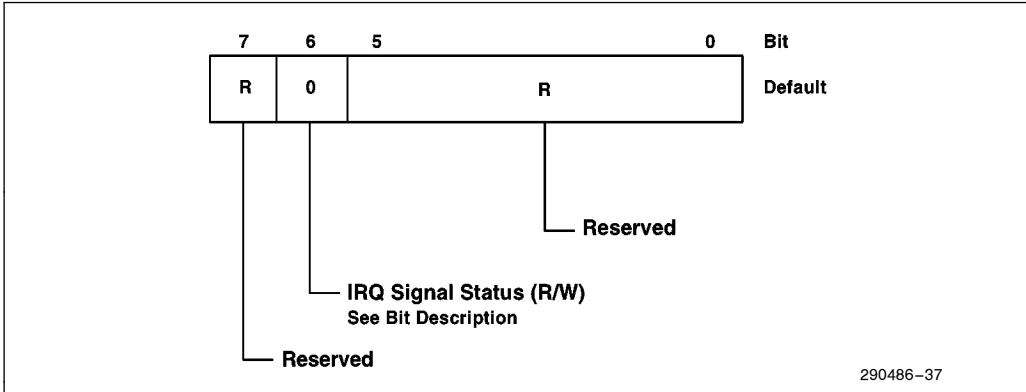 7 6 5 0 Bit
R 0 R Default
Reserved
IRQ Signal Status (R/W)
See Bit Description
Reserved
290486–37